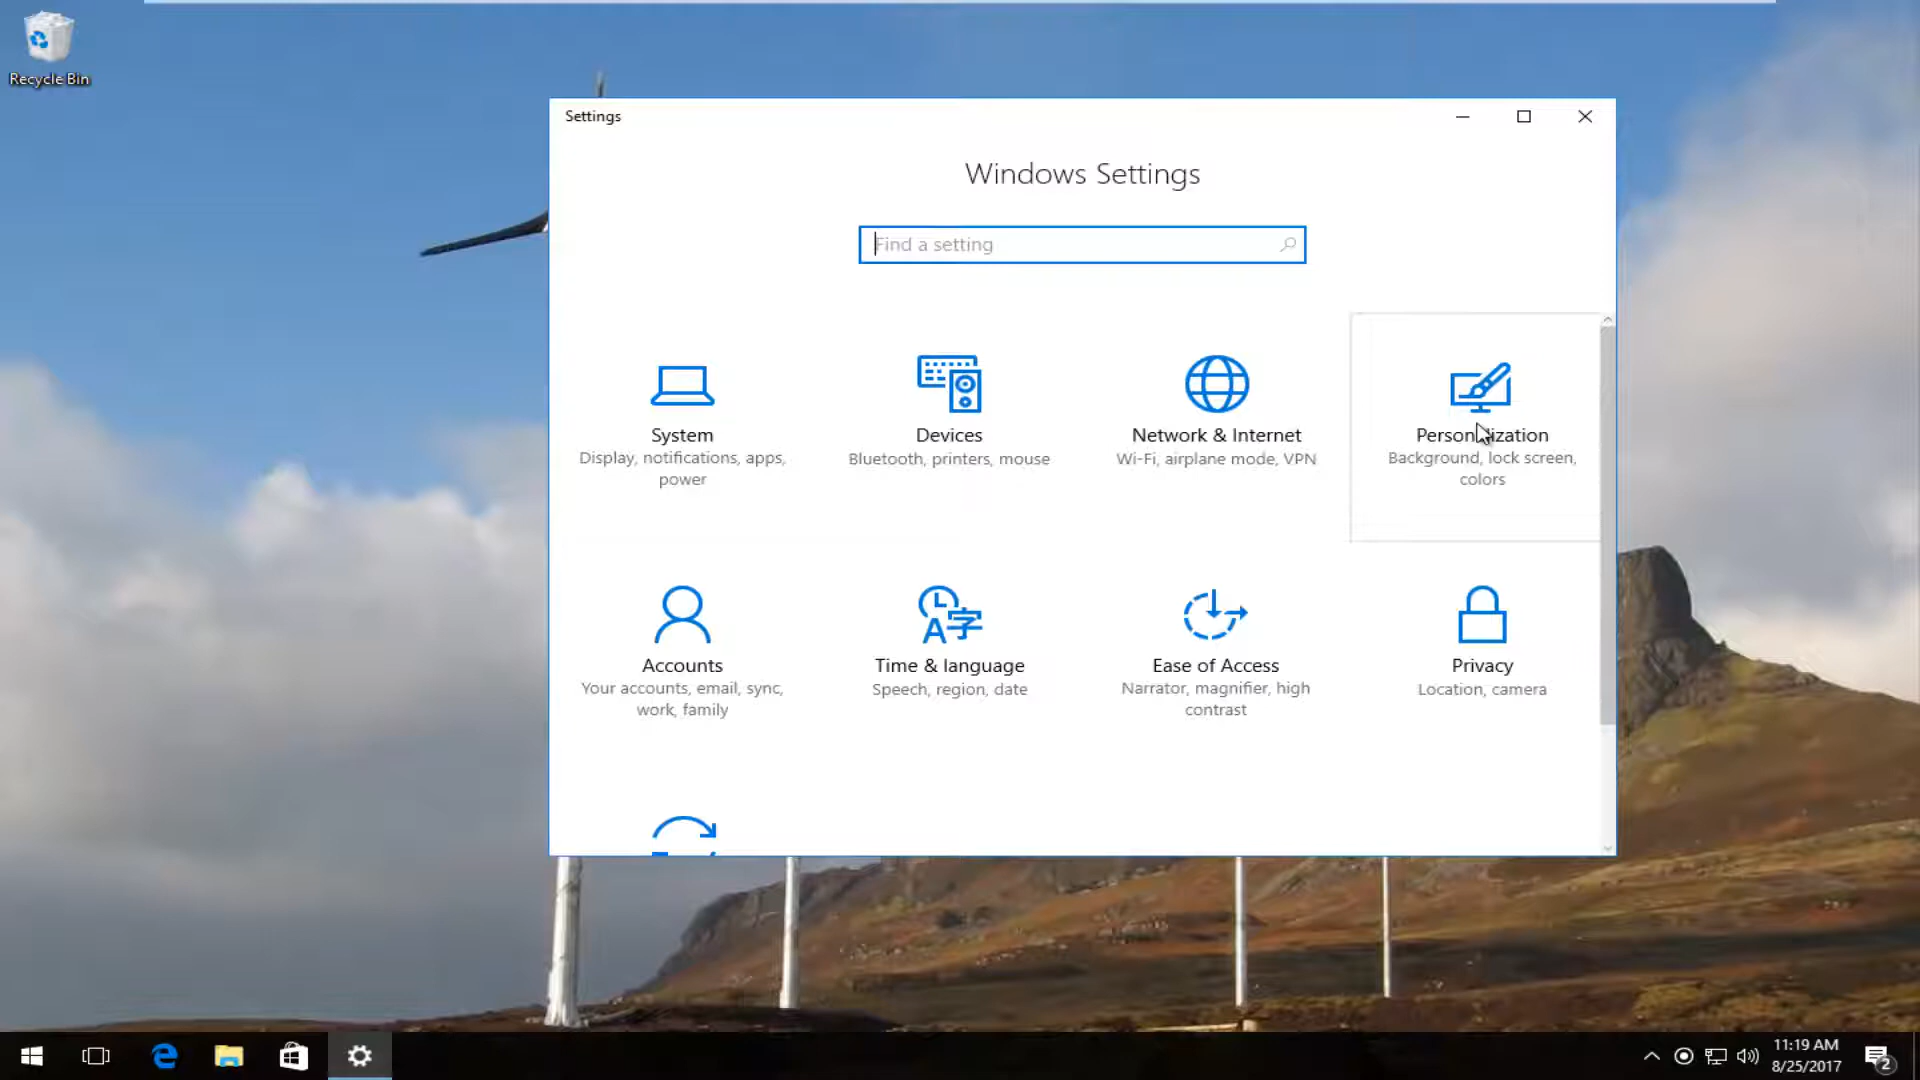 Recycle Bin
Settings
Windows Settings
Find a setting
System
Display, notifications, apps,
power
Devices
Bluetooth, printers, mouse
Network & Internet
Wi-Fi, airplane mode, VPN
Personalization
Background, lock screen,
colors
Accounts
Your accounts, email, sync,
work, family
Time & language
Speech, region, date
Ease of Access
Narrator, magnifier, high
contrast
Privacy
Location, camera
11:19 AM
8/25/2017
2